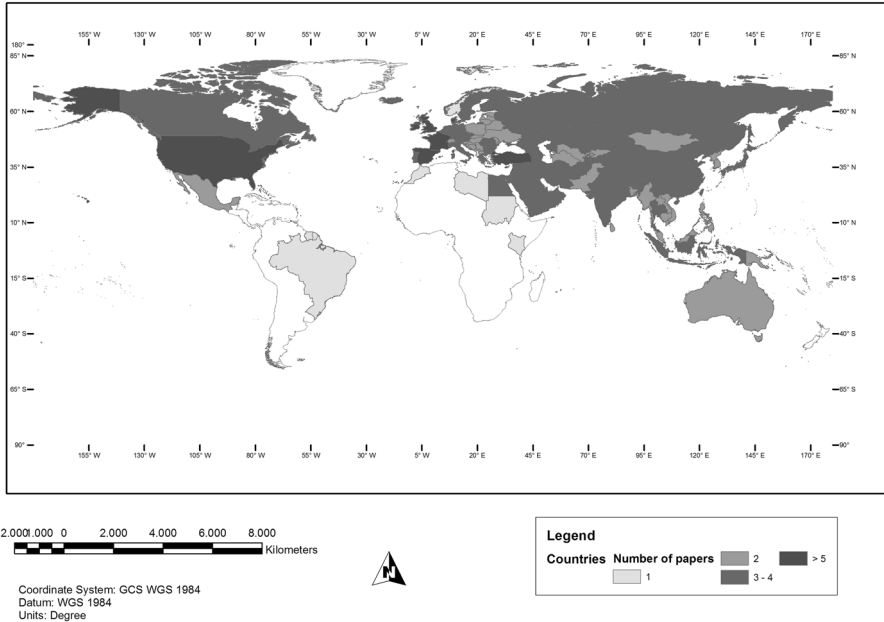 155° W 130° W 105° W 80° W 55° W 30° W 5° W 20° E 45° E 70° E 95° E 120° E 145° E 170° E
180° 
85° N 85° N
60° N 60° N
35° N 35° N
10° N 10° N
15° S 15° S
40° S 40° S
65° S 65° S
90° 90°
155° W 130° W 105° W 80° W 55° W 30° W 5° W 20° E 45° E 70° E 95° E 120° E 145° E 170° E
2.000 1.000 0 2.000 4.000 6.000 8.000
Kilometers
N
Coordinate System: GCS WGS 1984
Datum: WGS 1984
Units: Degree
Legend
Countries Number of papers
1
2
3 - 4
> 5